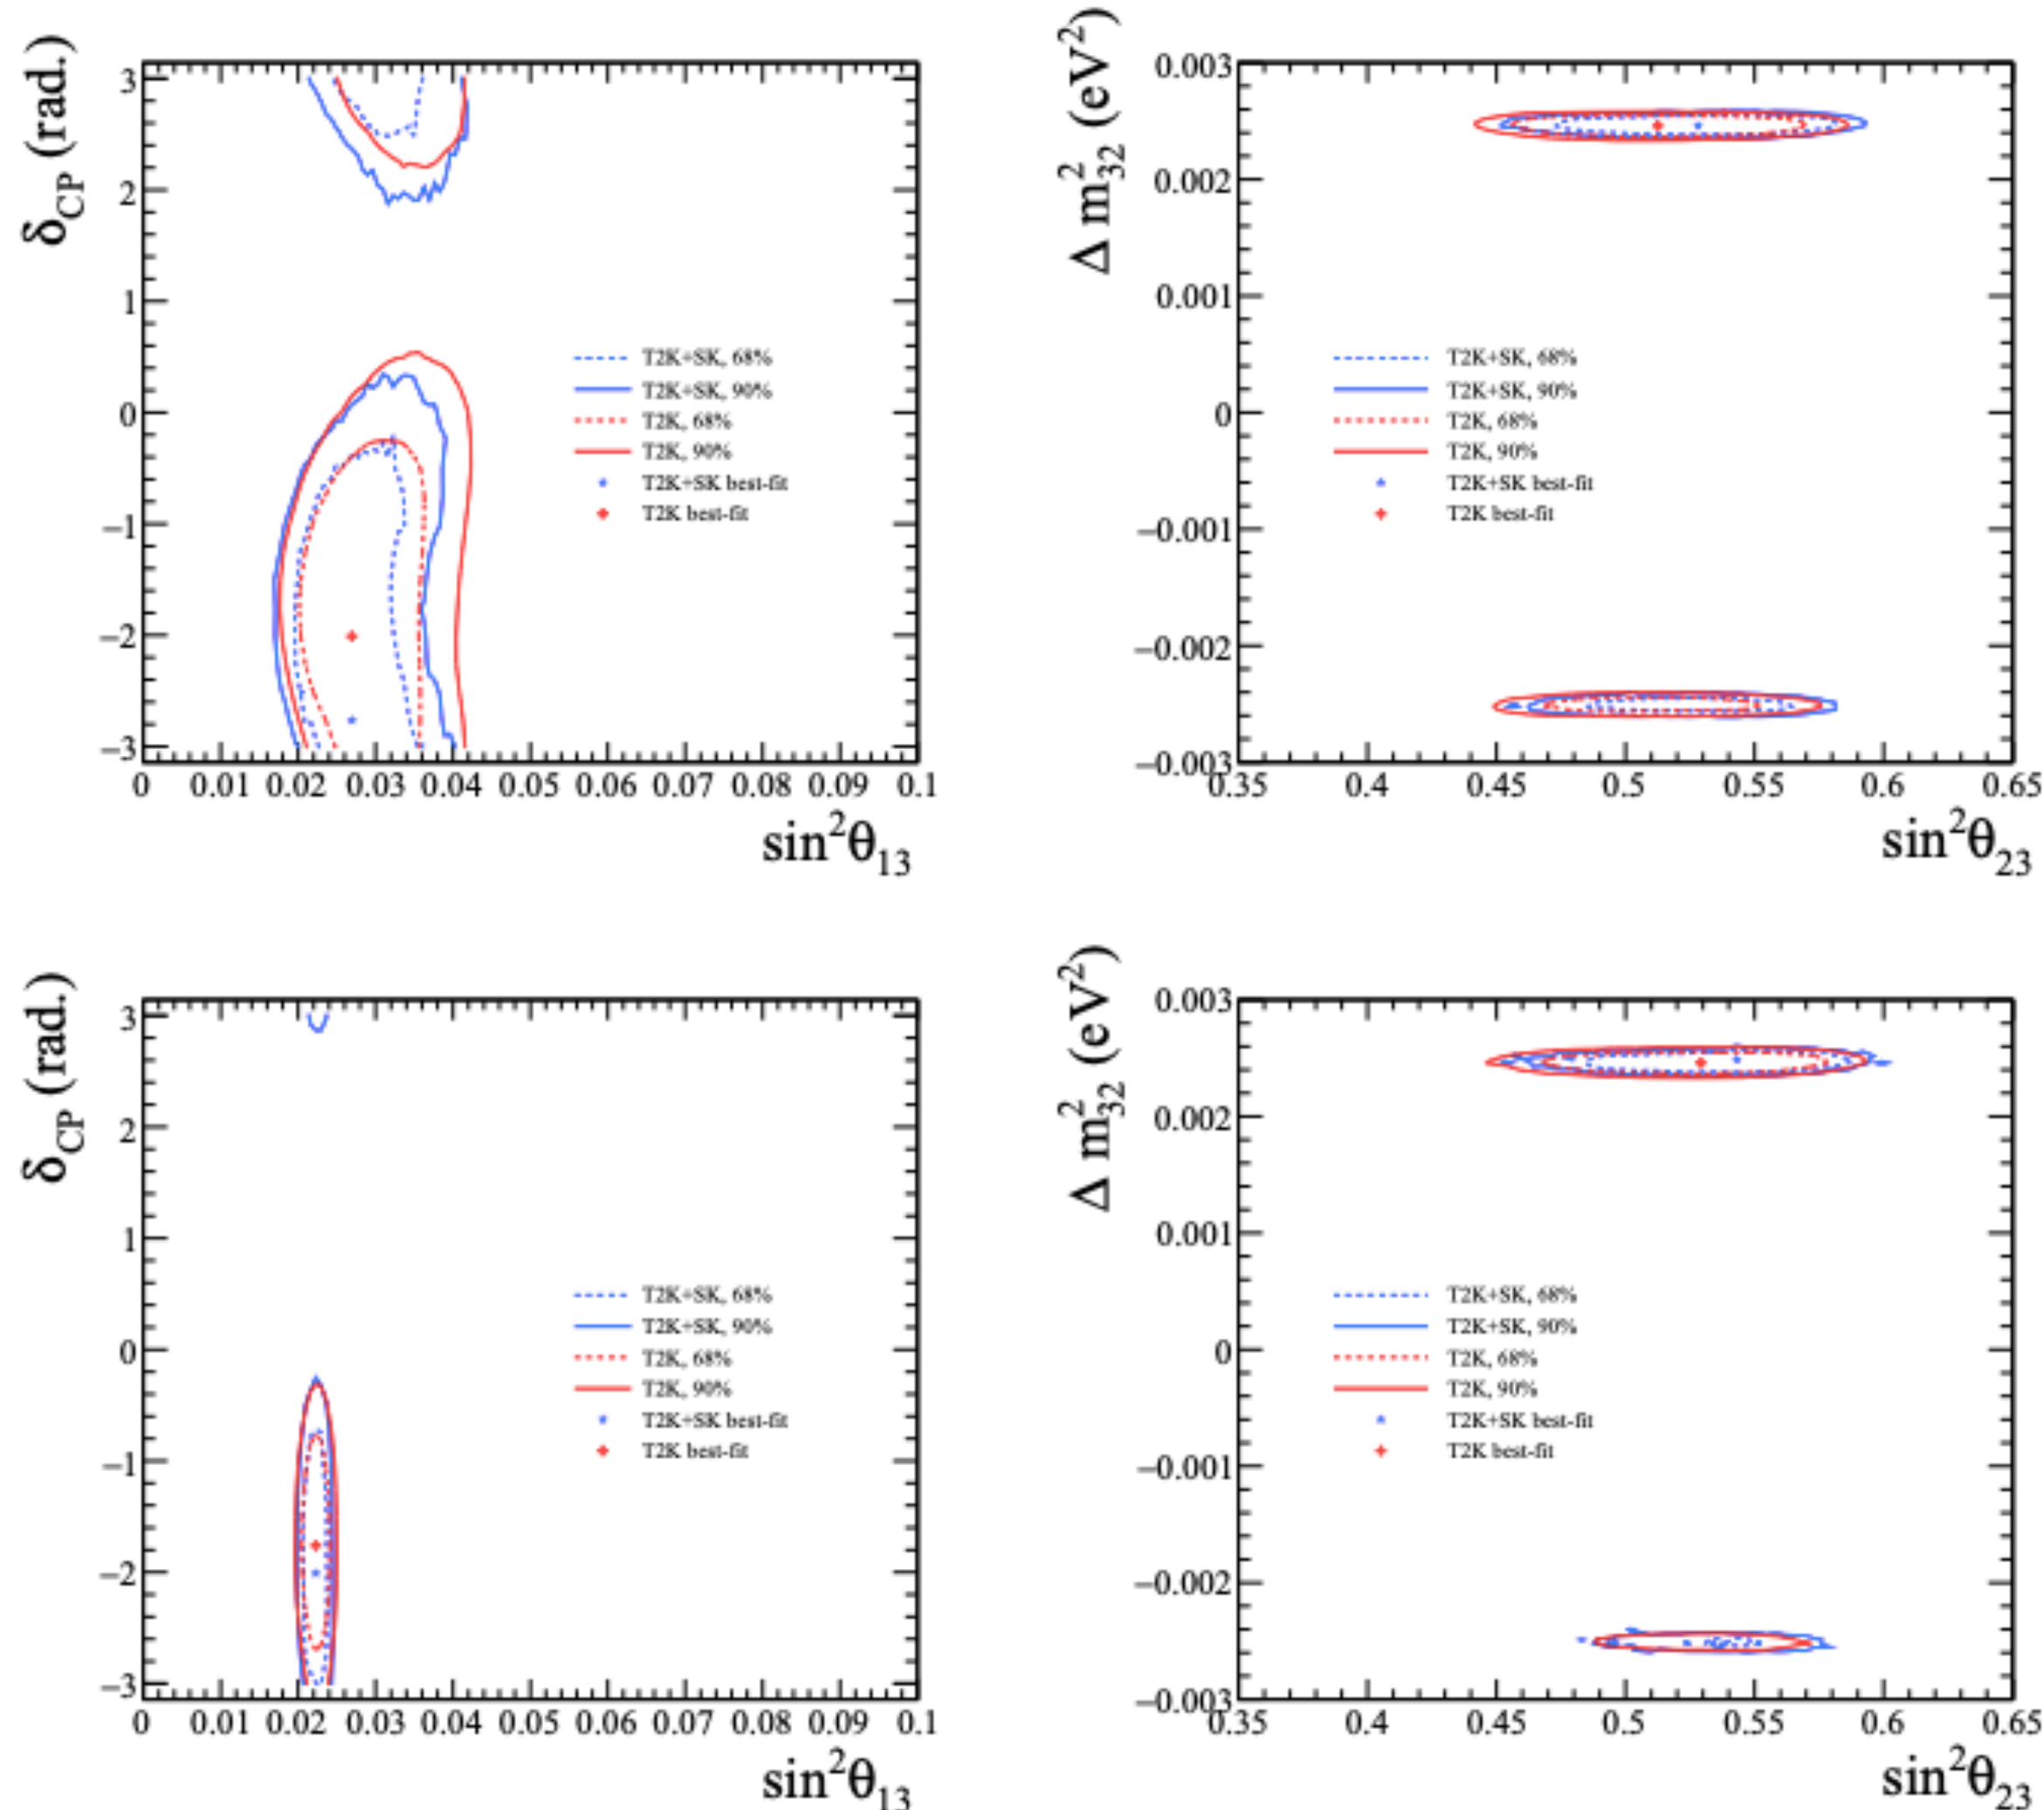 δCP (rad.)
3
2
1
0
−1
−2
−3
T2K+SK, 68%
T2K+SK, 90%
T2K, 68%
T2K, 90%
T2K+SK best-fit
T2K best-fit
0 0.01 0.02 0.03 0.04 0.05 0.06 0.07 0.08 0.09 0.1
sin²θ13
Δ m²32 (eV²)
0.003
0.002
0.001
0
−0.001
−0.002
−0.003
T2K+SK, 68%
T2K+SK, 90%
T2K, 68%
T2K, 90%
T2K+SK best-fit
T2K best-fit
0.35 0.4 0.45 0.5 0.55 0.6 0.65
sin²θ23
δCP (rad.)
3
2
1
0
−1
−2
−3
T2K+SK, 68%
T2K+SK, 90%
T2K, 68%
T2K, 90%
T2K+SK best-fit
T2K best-fit
0 0.01 0.02 0.03 0.04 0.05 0.06 0.07 0.08 0.09 0.1
sin²θ13
Δ m²32 (eV²)
0.003
0.002
0.001
0
−0.001
−0.002
−0.003
T2K+SK, 68%
T2K+SK, 90%
T2K, 68%
T2K, 90%
T2K+SK best-fit
T2K best-fit
0.35 0.4 0.45 0.5 0.55 0.6 0.65
sin²θ23